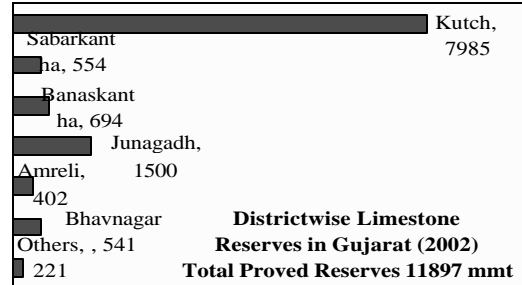 Kutch,
7985
Sabarkant
ha, 554
Banaskant
ha, 694
Junagadh,
1500
Amreli,
402
Bhavnagar
, 541
Others,
221
Districtwise Limestone
Reserves in Gujarat (2002)
Total Proved Reserves 11897 mmt